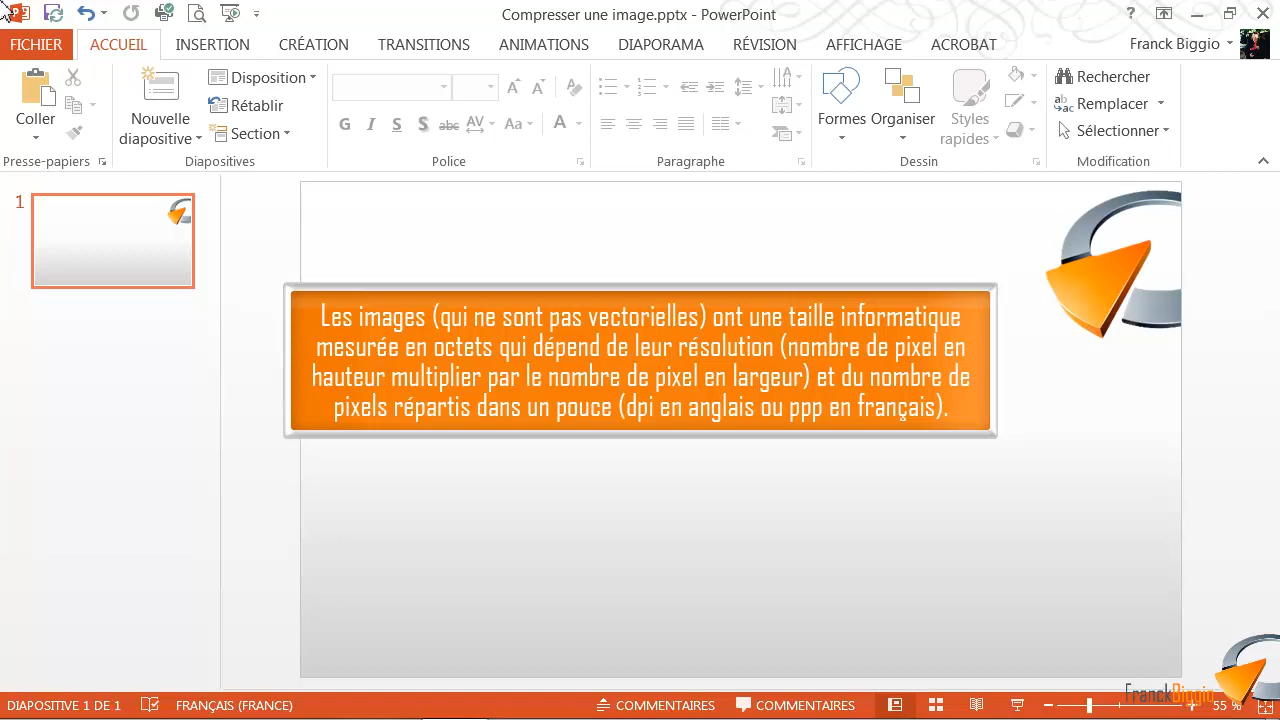 Compresser une image.pptx - PowerPoint
?
FICHIER
ACCUEIL
INSERTION
CRÉATION
TRANSITIONS
ANIMATIONS
DIAPORAMA
RÉVISION
AFFICHAGE
ACROBAT
Franck Biggio
Coller
Presse-papiers
Nouvelle
diapositive
Disposition
Rétablir
Section
Diapositives
G I S S abc AV Aa A
Police
Paragraphe
Formes
Organiser
Styles
rapides
Dessin
Rechercher
Remplacer
Sélectionner
Modification
1
Les images (qui ne sont pas vectorielles) ont une taille informatique
mesurée en octets qui dépend de leur résolution (nombre de pixel en
hauteur multiplier par le nombre de pixel en largeur) et du nombre de
pixels répartis dans un pouce (dpi en anglais ou ppp en français).
FranckBiggio
DIAPOSITIVE 1 DE 1
FRANÇAIS (FRANCE)
COMMENTAIRES
COMMENTAIRES
55 %